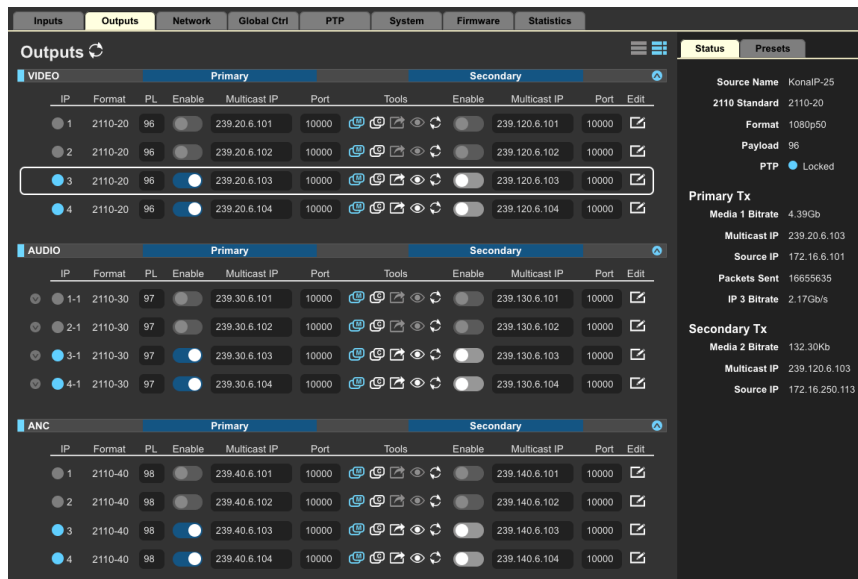 Inputs Outputs Network Global Ctrl PTP System Firmware Statistics
Outputs
VIDEO Primary Secondary
IP Format PL Enable Multicast IP Port Tools Enable Multicast IP Port Edit
1 2110-20 96 239.20.6.101 10000 M C 239.120.6.101 10000
2 2110-20 96 239.20.6.102 10000 M C 239.120.6.102 10000
3 2110-20 96 239.20.6.103 10000 M C 239.120.6.103 10000
4 2110-20 96 239.20.6.104 10000 M C 239.120.6.104 10000
AUDIO Primary Secondary
IP Format PL Enable Multicast IP Port Tools Enable Multicast IP Port Edit
1-1 2110-30 97 239.30.6.101 10000 M C 239.130.6.101 10000
2-1 2110-30 97 239.30.6.102 10000 M C 239.130.6.102 10000
3-1 2110-30 97 239.30.6.103 10000 M C 239.130.6.103 10000
4-1 2110-30 97 239.30.6.104 10000 M C 239.130.6.104 10000
ANC Primary Secondary
IP Format PL Enable Multicast IP Port Tools Enable Multicast IP Port Edit
1 2110-40 98 239.40.6.101 10000 M C 239.140.6.101 10000
2 2110-40 98 239.40.6.102 10000 M C 239.140.6.102 10000
3 2110-40 98 239.40.6.103 10000 M C 239.140.6.103 10000
4 2110-40 98 239.40.6.104 10000 M C 239.140.6.104 10000
Status Presets
Source Name KonaIP-25
2110 Standard 2110-20
Format 1080p50
Payload 96
PTP Locked
Primary Tx
Media 1 Bitrate 4.39Gb
Multicast IP 239.20.6.103
Source IP 172.16.6.101
Packets Sent 16655635
IP 3 Bitrate 2.17Gb/s
Secondary Tx
Media 2 Bitrate 132.30Kb
Multicast IP 239.120.6.103
Source IP 172.16.250.113